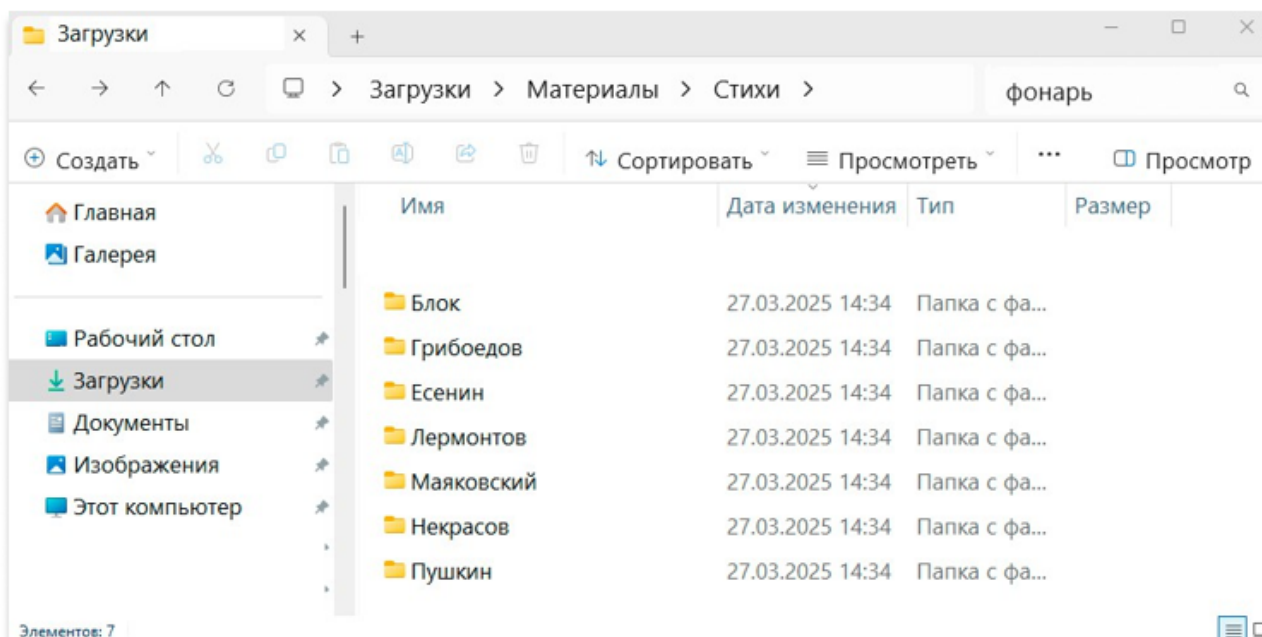 Загрузки
Загрузки > Материалы > Стихи > фонарь
Создать Сортировать Просмотреть ... Просмотр
Главная
Галерея
Рабочий стол
Загрузки
Документы
Изображения
Этот компьютер
Имя Дата изменения Тип Размер
Блок 27.03.2025 14:34 Папка с фа...
Грибоедов 27.03.2025 14:34 Папка с фа...
Есенин 27.03.2025 14:34 Папка с фа...
Лермонтов 27.03.2025 14:34 Папка с фа...
Маяковский 27.03.2025 14:34 Папка с фа...
Некрасов 27.03.2025 14:34 Папка с фа...
Пушкин 27.03.2025 14:34 Папка с фа...
Элементов: 7